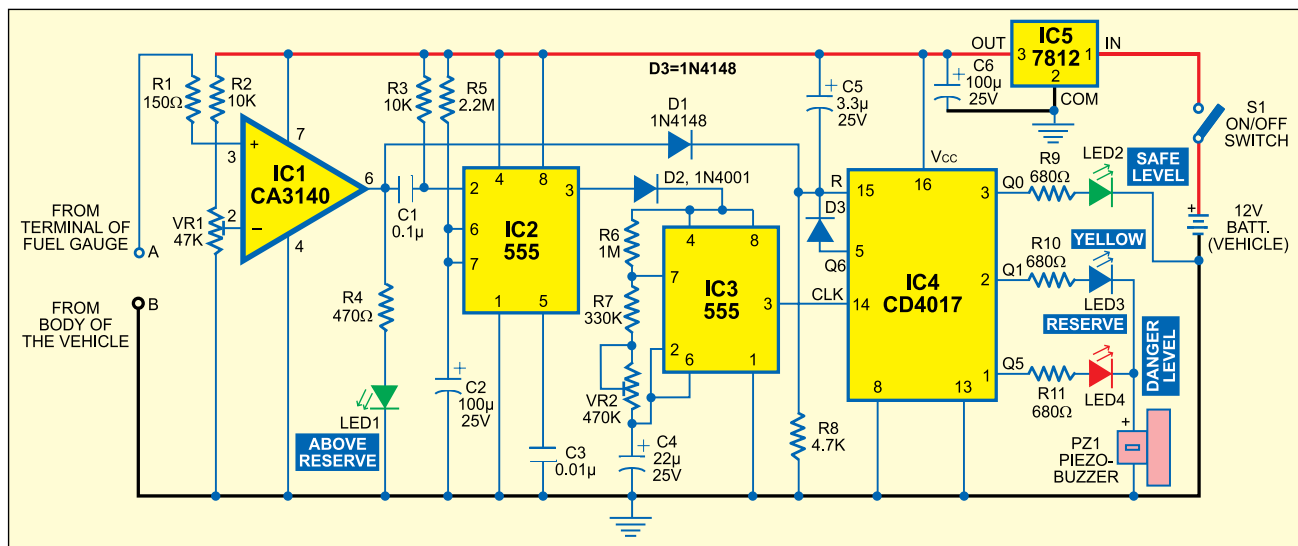 FROM
TERMINAL OF
FUEL GAUGE
A
FROM
BODY OF
THE VEHICLE
B
R1
150Ω
R2
10K
VR1
47K
3
+
2
–
7
4
6
IC1
CA3140
R4
470Ω
LED1
ABOVE
RESERVE
C1
0.1µ
R3
10K
R5
2.2M
C2
100µ
25V
2
6
7
4
8
3
1
5
IC2
555
C3
0.01µ
D3=1N4148
D1
1N4148
D2, 1N4001
R6
1M
R7
330K
VR2
470K
+
C4
22µ
25V
4
8
7
2
6
3
1
IC3
555
R8
4.7K
+
C5
3.3µ
25V
R
15
D3
5
Q6
CLK
14
VCC
16
IC4
CD4017
8
13
3
Q0
2
Q1
1
Q5
+
C6
100µ
25V
OUT
3
IC5
7812
1
IN
2
COM
S1
ON/OFF
SWITCH
R9
680Ω
LED2
SAFE
LEVEL
+
12V
BATT.
(VEHICLE)
R10
680Ω
YELLOW
LED3
RESERVE
R11
680Ω
LED4
DANGER
LEVEL
+
PZ1
PIEZO-
BUZZER
+